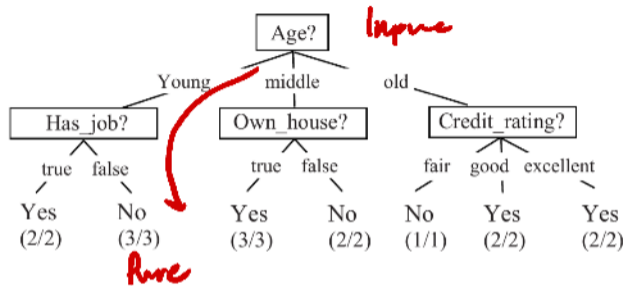 Age?
Impure
Young middle old
Has_job? Own_house? Credit_rating?
true false true false fair good excellent
Yes No Yes No No Yes Yes
(2/2) (3/3) (3/3) (2/2) (1/1) (2/2) (2/2)
Pure